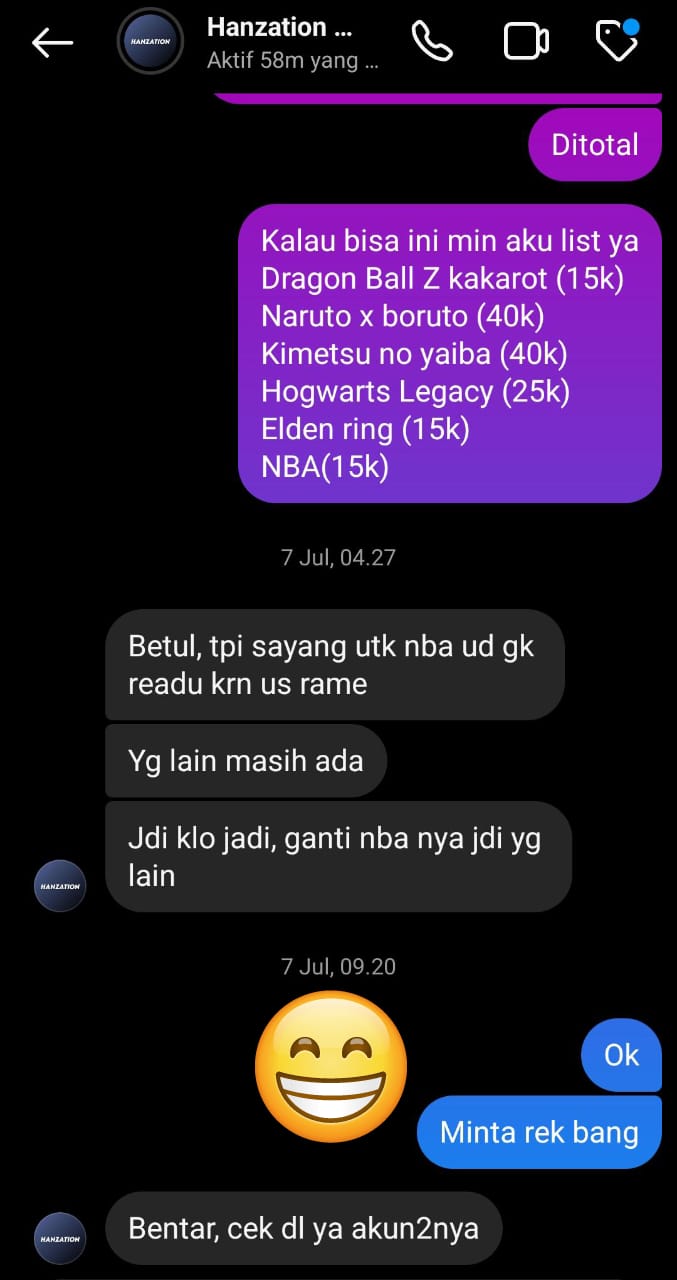 Hanzation ...
Aktif 58m yang ...
HANZATION
Ditotal
Kalau bisa ini min aku list ya
Dragon Ball Z kakarot (15k)
Naruto x boruto (40k)
Kimetsu no yaiba (40k)
Hogwarts Legacy (25k)
Elden ring (15k)
NBA(15k)
7 Jul, 04.27
Betul, tpi sayang utk nba ud gk
readu krn us rame
Yg lain masih ada
Jdi klo jadi, ganti nba nya jdi yg
lain
HANZATION
7 Jul, 09.20
Ok
Minta rek bang
Bentar, cek dl ya akun2nya
HANZATION